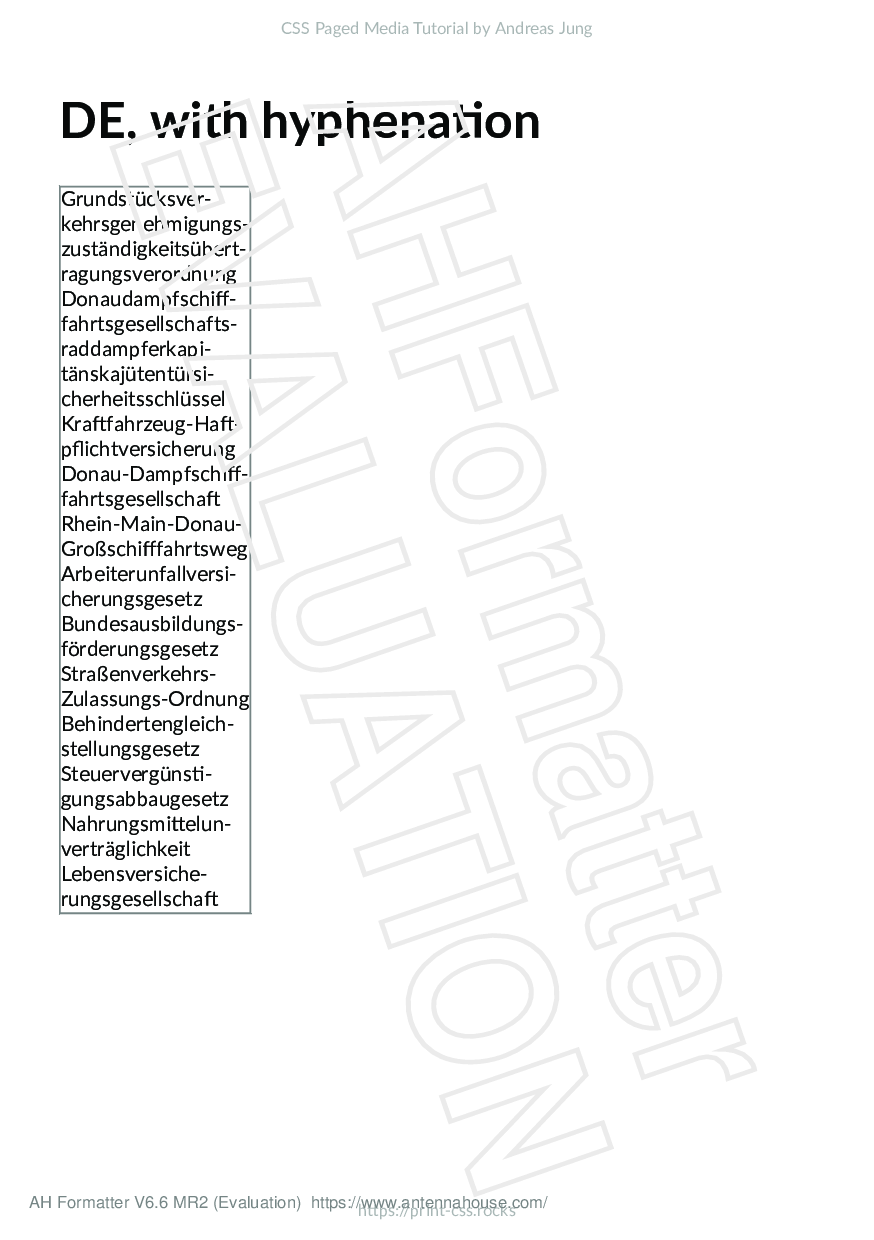 CSS Paged Media Tutorial by Andreas Jung
DE, with hyphenation
Grundstücksver-
kehrsgenehmigungs-
zuständigkeitsübert-
ragungsverordnung
Donaudampfschiff-
fahrtsgesellschafts-
raddampferkapi-
tänskajütentürsi-
cherheitsschlüssel
Kraftfahrzeug-Haft-
pflichtversicherung
Donau-Dampfschiff-
fahrtsgesellschaft
Rhein-Main-Donau-
Großschifffahrtsweg
Arbeiterunfallversi-
cherungsgesetz
Bundesausbildungs-
förderungsgesetz
Straßenverkehrs-
Zulassungs-Ordnung
Behindertengleich-
stellungsgesetz
Steuervergünsti-
gungsabbaugesetz
Nahrungsmittelun-
verträglichkeit
Lebensversiche-
rungsgesellschaft
AHFormatter
EVALUATION
AH Formatter V6.6 MR2 (Evaluation) https://www.antennahouse.com/
https://print-css.rocks